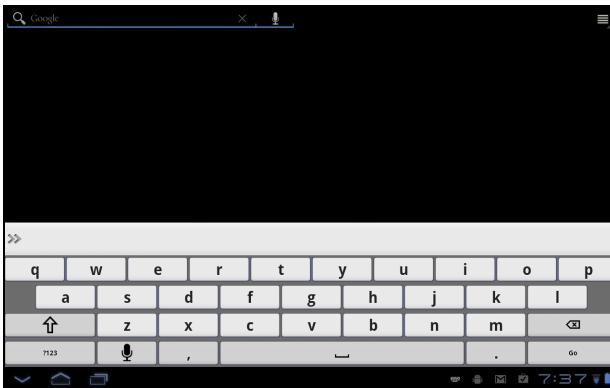 Google
q w e r t y u i o p
a s d f g h j k l
z x c v b n m
?123 , . Go
7:37